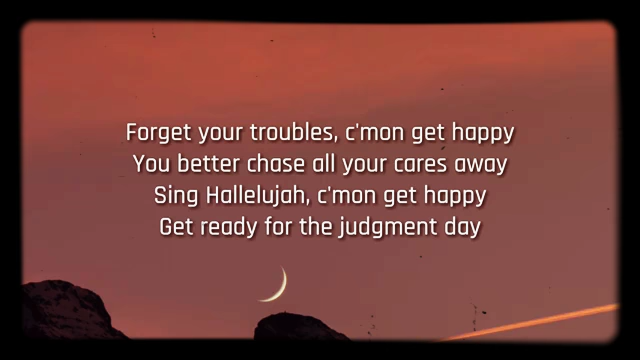 Forget your troubles, c'mon get happy
You better chase all your cares away
Sing Hallelujah, c'mon get happy
Get ready for the judgment day